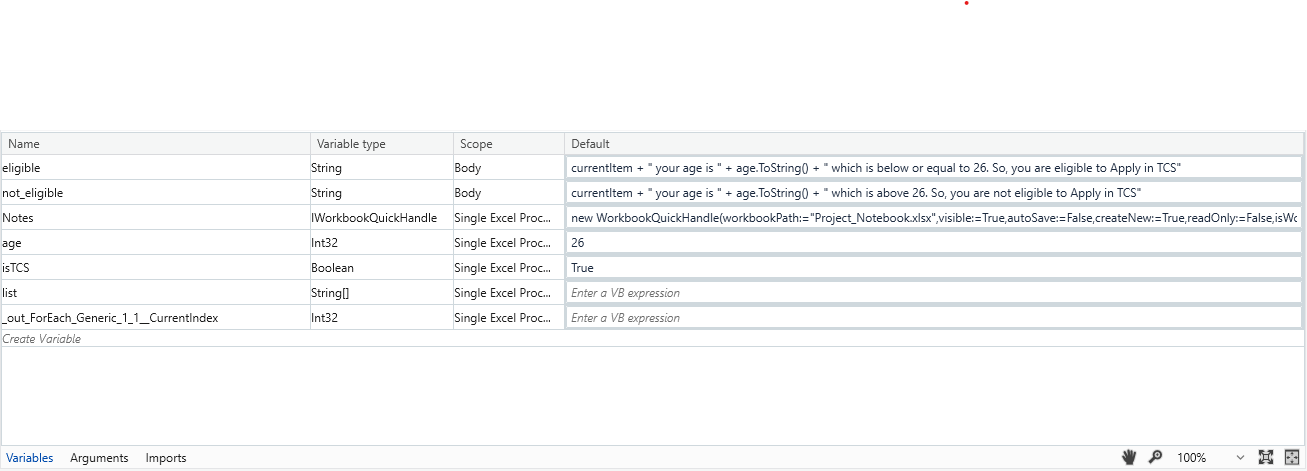 Name Variable type Scope Default
eligible String Body currentItem + " your age is " + age.ToString() + " which is below or equal to 26. So, you are eligible to Apply in TCS"
not_eligible String Body currentItem + " your age is " + age.ToString() + " which is above 26. So, you are not eligible to Apply in TCS"
Notes IWorkbookQuickHandle Single Excel Proc... new WorkbookQuickHandle(workbookPath:="Project_Notebook.xlsx",visible:=True,autoSave:=False,createNew:=True,readOnly:=False,isWo
age Int32 Single Excel Proc... 26
isTCS Boolean Single Excel Proc... True
list String[] Single Excel Proc... Enter a VB expression
_out_ForEach_Generic_1_1__CurrentIndex Int32 Single Excel Proc... Enter a VB expression
Create Variable
Variables Arguments Imports 100%